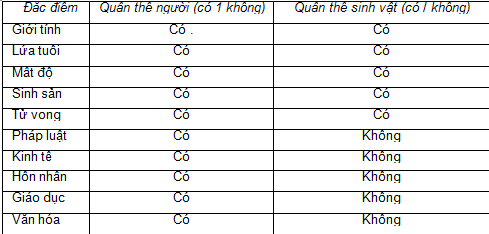 Đặc điểm Quần thể người (có 1 không) Quần thể sinh vật (có / không)
Giới tính Có . Có
Lứa tuổi Có Có
Mật độ Có Có
Sinh sản Có Có
Tử vong Có Có
Pháp luật Có Không
Kinh tế Có Không
Hôn nhân Có Không
Giáo dục Có Không
Văn hóa Có Không